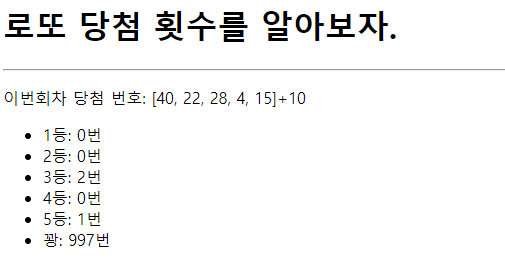 로또 당첨 횟수를 알아보자.
이번회차 당첨 번호: [40, 22, 28, 4, 15]+10
1등: 0번
2등: 0번
3등: 2번
4등: 0번
5등: 1번
꽝: 997번